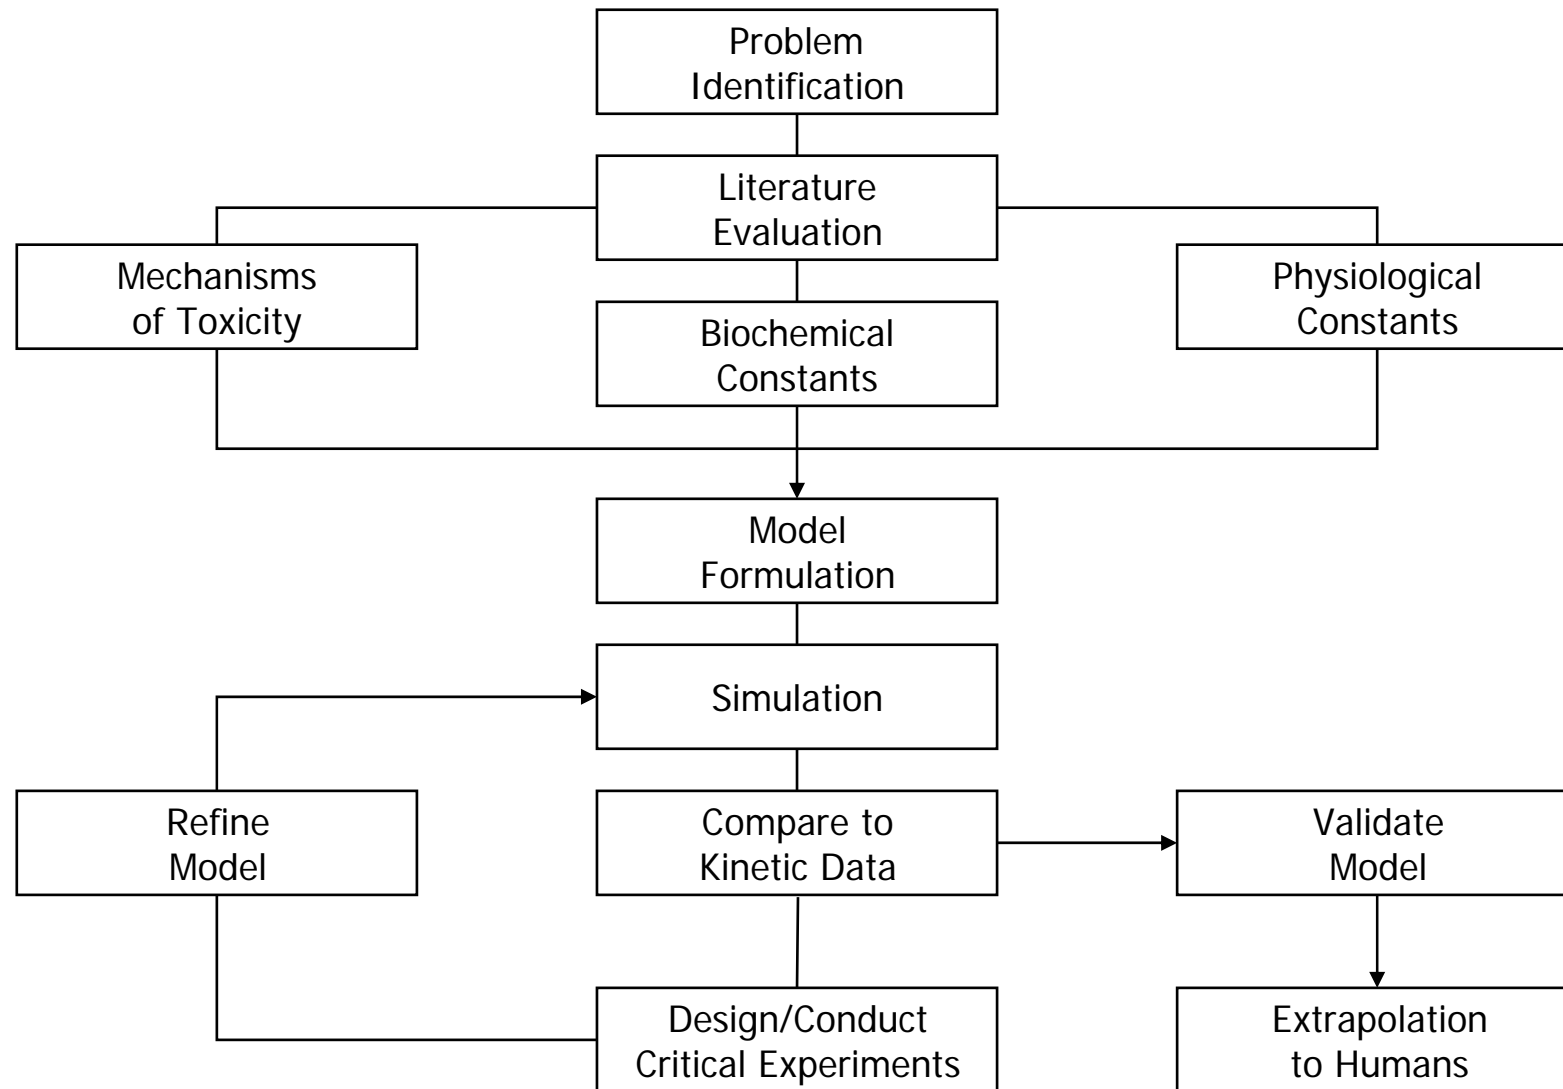 Problem
Identification
Literature
Evaluation
Mechanisms
of Toxicity
Biochemical
Constants
Physiological
Constants
Model
Formulation
Simulation
Refine
Model
Compare to
Kinetic Data
Validate
Model
Design/Conduct
Critical Experiments
Extrapolation
to Humans